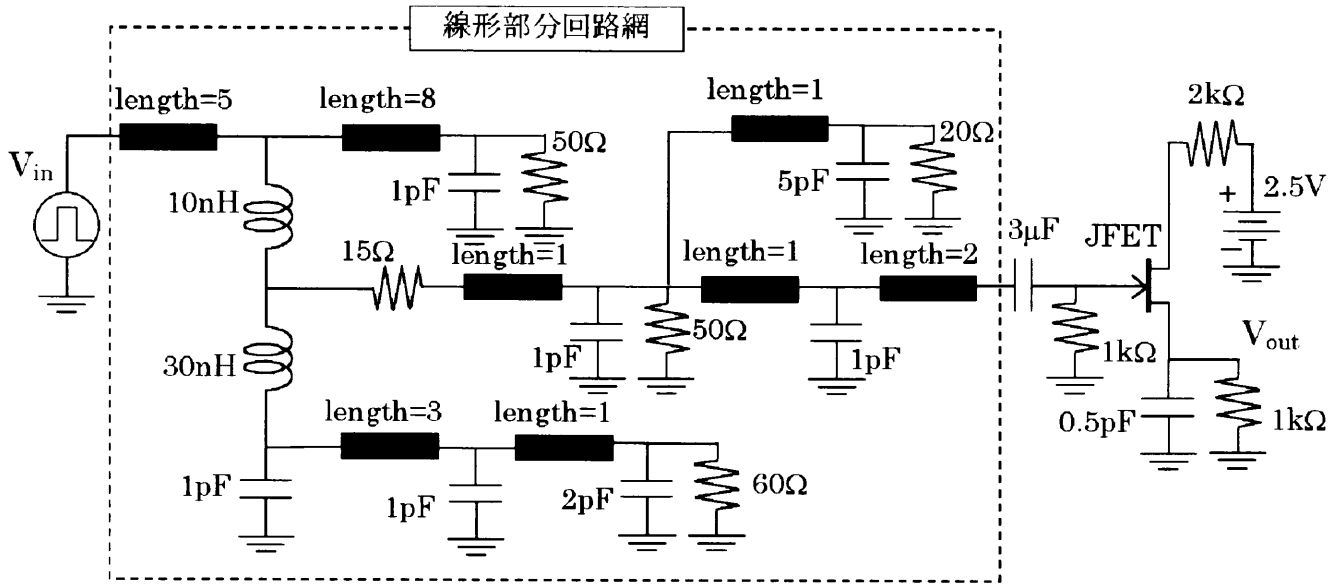 線形部分回路網
length=5
length=8
length=1
2kΩ
V_in
50Ω
20Ω
10nH
1pF
5pF
+
2.5V
−
15Ω
length=1
length=1
length=2
3μF
JFET
30nH
1pF
50Ω
1pF
1kΩ
V_out
length=3
length=1
0.5pF
1kΩ
1pF
1pF
2pF
60Ω